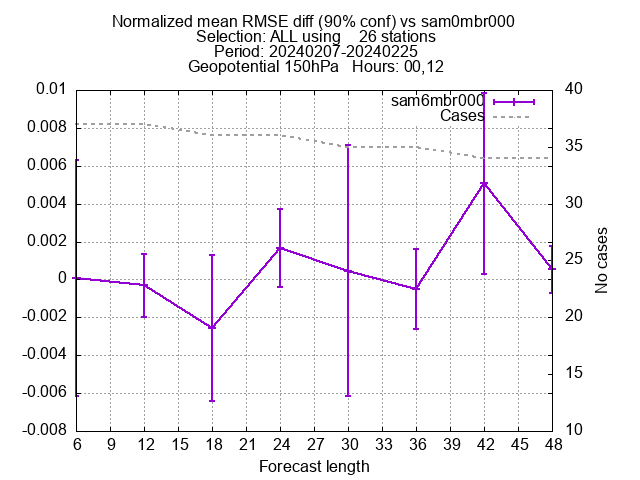 Normalized mean RMSE diff (90% conf) vs sam0mbr000
Selection: ALL using    26 stations
Period: 20240207-20240225
Geopotential 150hPa   Hours: 00,12
sam6mbr000
Cases
0.01
0.008
0.006
0.004
0.002
0
-0.002
-0.004
-0.006
-0.008
40
35
30
25
20
15
10
No cases
6 9 12 15 18 21 24 27 30 33 36 39 42 45 48
Forecast length